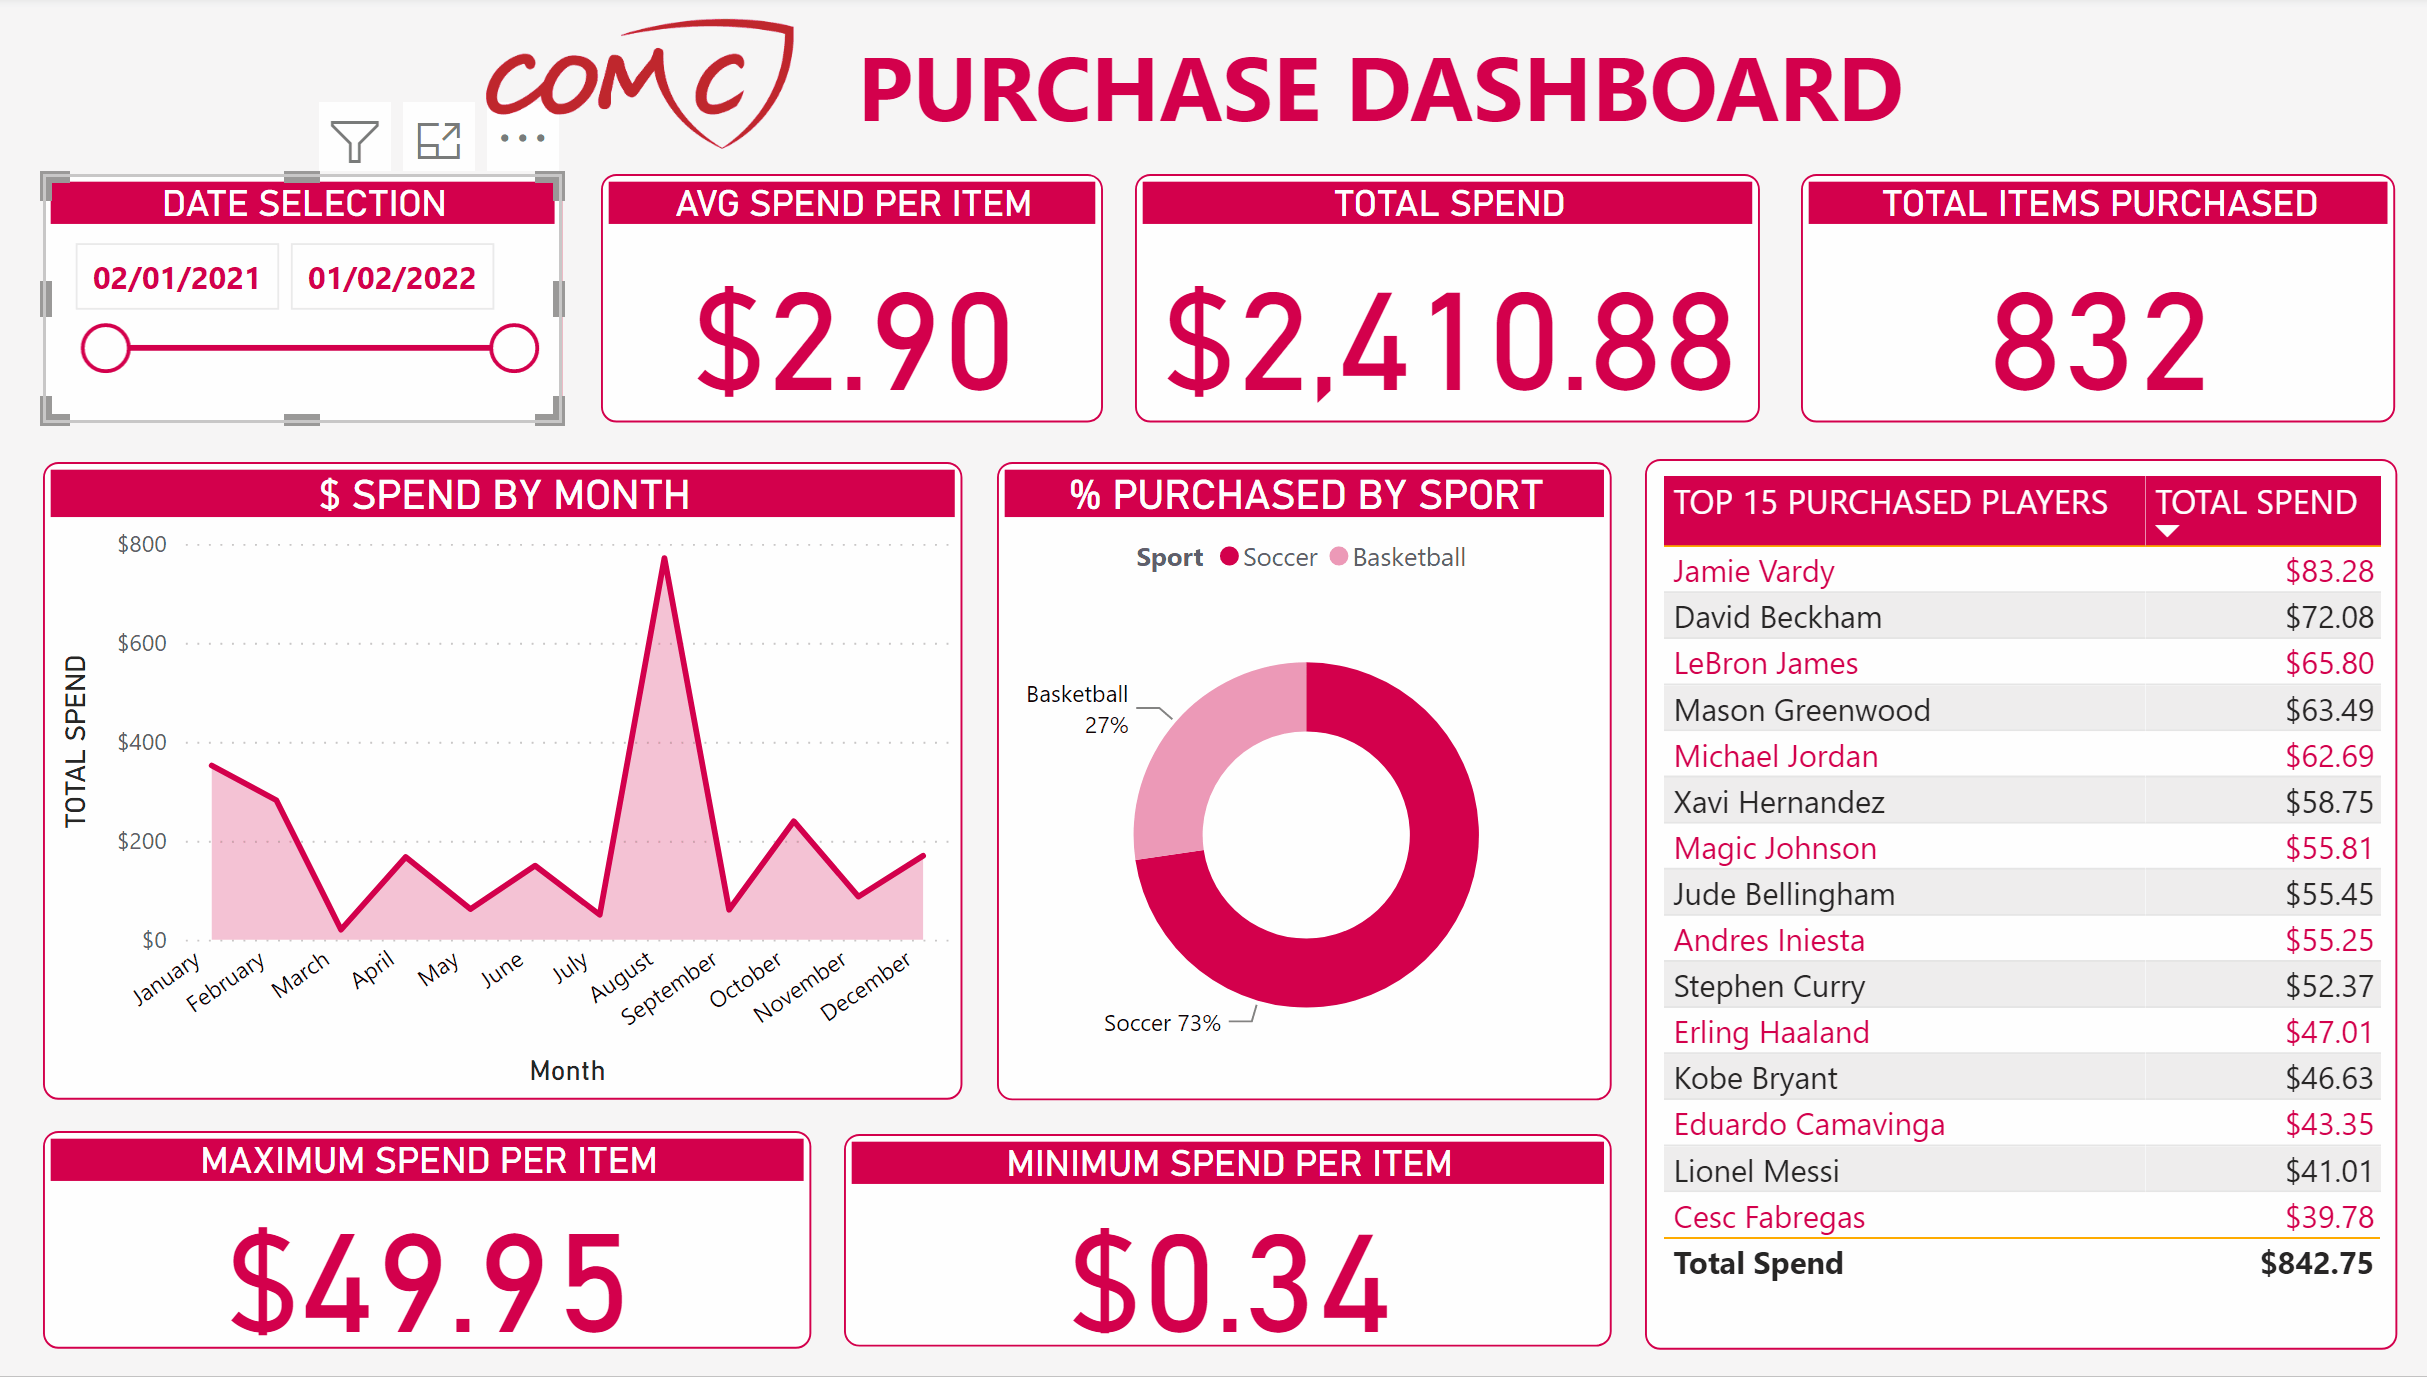 COMC PURCHASE DASHBOARD
DATE SELECTION
02/01/2021 01/02/2022
AVG SPEND PER ITEM
$2.90
TOTAL SPEND
$2,410.88
TOTAL ITEMS PURCHASED
832
$ SPEND BY MONTH
TOTAL SPEND
$800
$600
$400
$200
$0
January
February
March
April
May
June
July
August
September
October
November
December
Month
% PURCHASED BY SPORT
Sport Soccer Basketball
Basketball
27%
Soccer 73%
TOP 15 PURCHASED PLAYERS TOTAL SPEND
Jamie Vardy $83.28
David Beckham $72.08
LeBron James $65.80
Mason Greenwood $63.49
Michael Jordan $62.69
Xavi Hernandez $58.75
Magic Johnson $55.81
Jude Bellingham $55.45
Andres Iniesta $55.25
Stephen Curry $52.37
Erling Haaland $47.01
Kobe Bryant $46.63
Eduardo Camavinga $43.35
Lionel Messi $41.01
Cesc Fabregas $39.78
Total Spend $842.75
MAXIMUM SPEND PER ITEM
$49.95
MINIMUM SPEND PER ITEM
$0.34